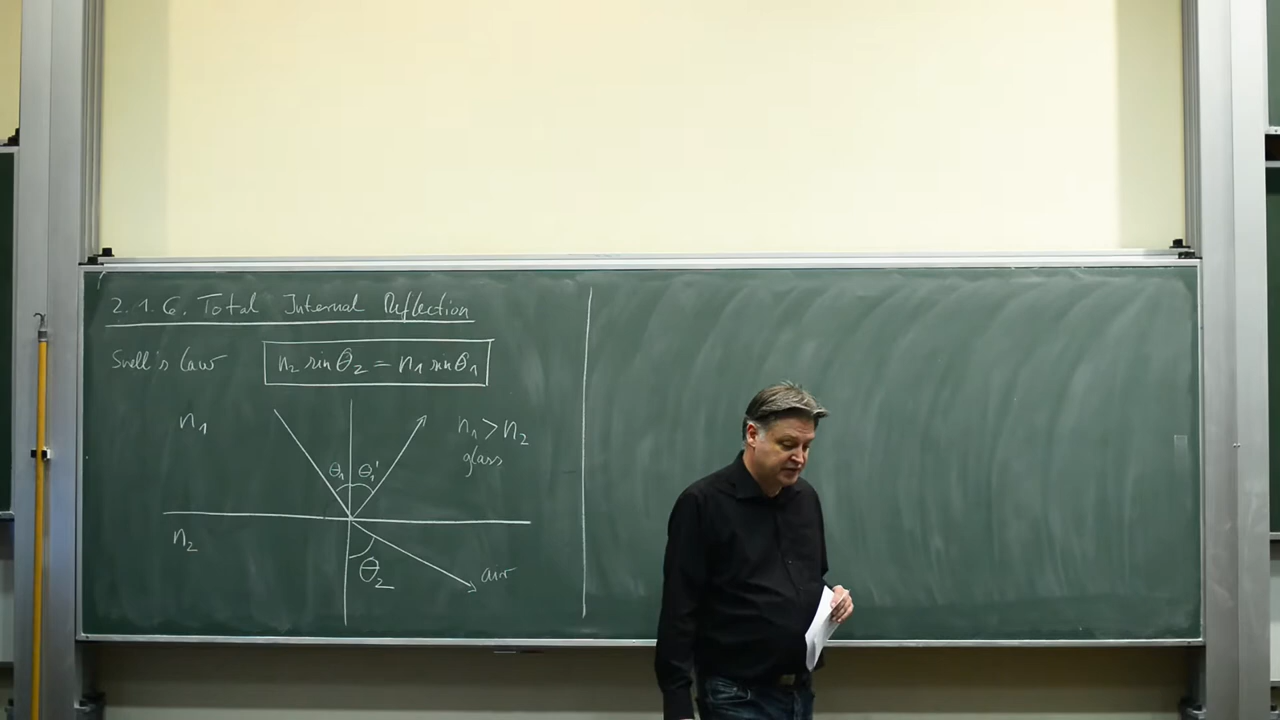 2.1.6. Total Internal Reflection
Snell's law n₂ sin θ₂ = n₁ sin θ₁
n₁
θ₁ θ₁'
n₁ > n₂
glass
n₂
θ₂
air